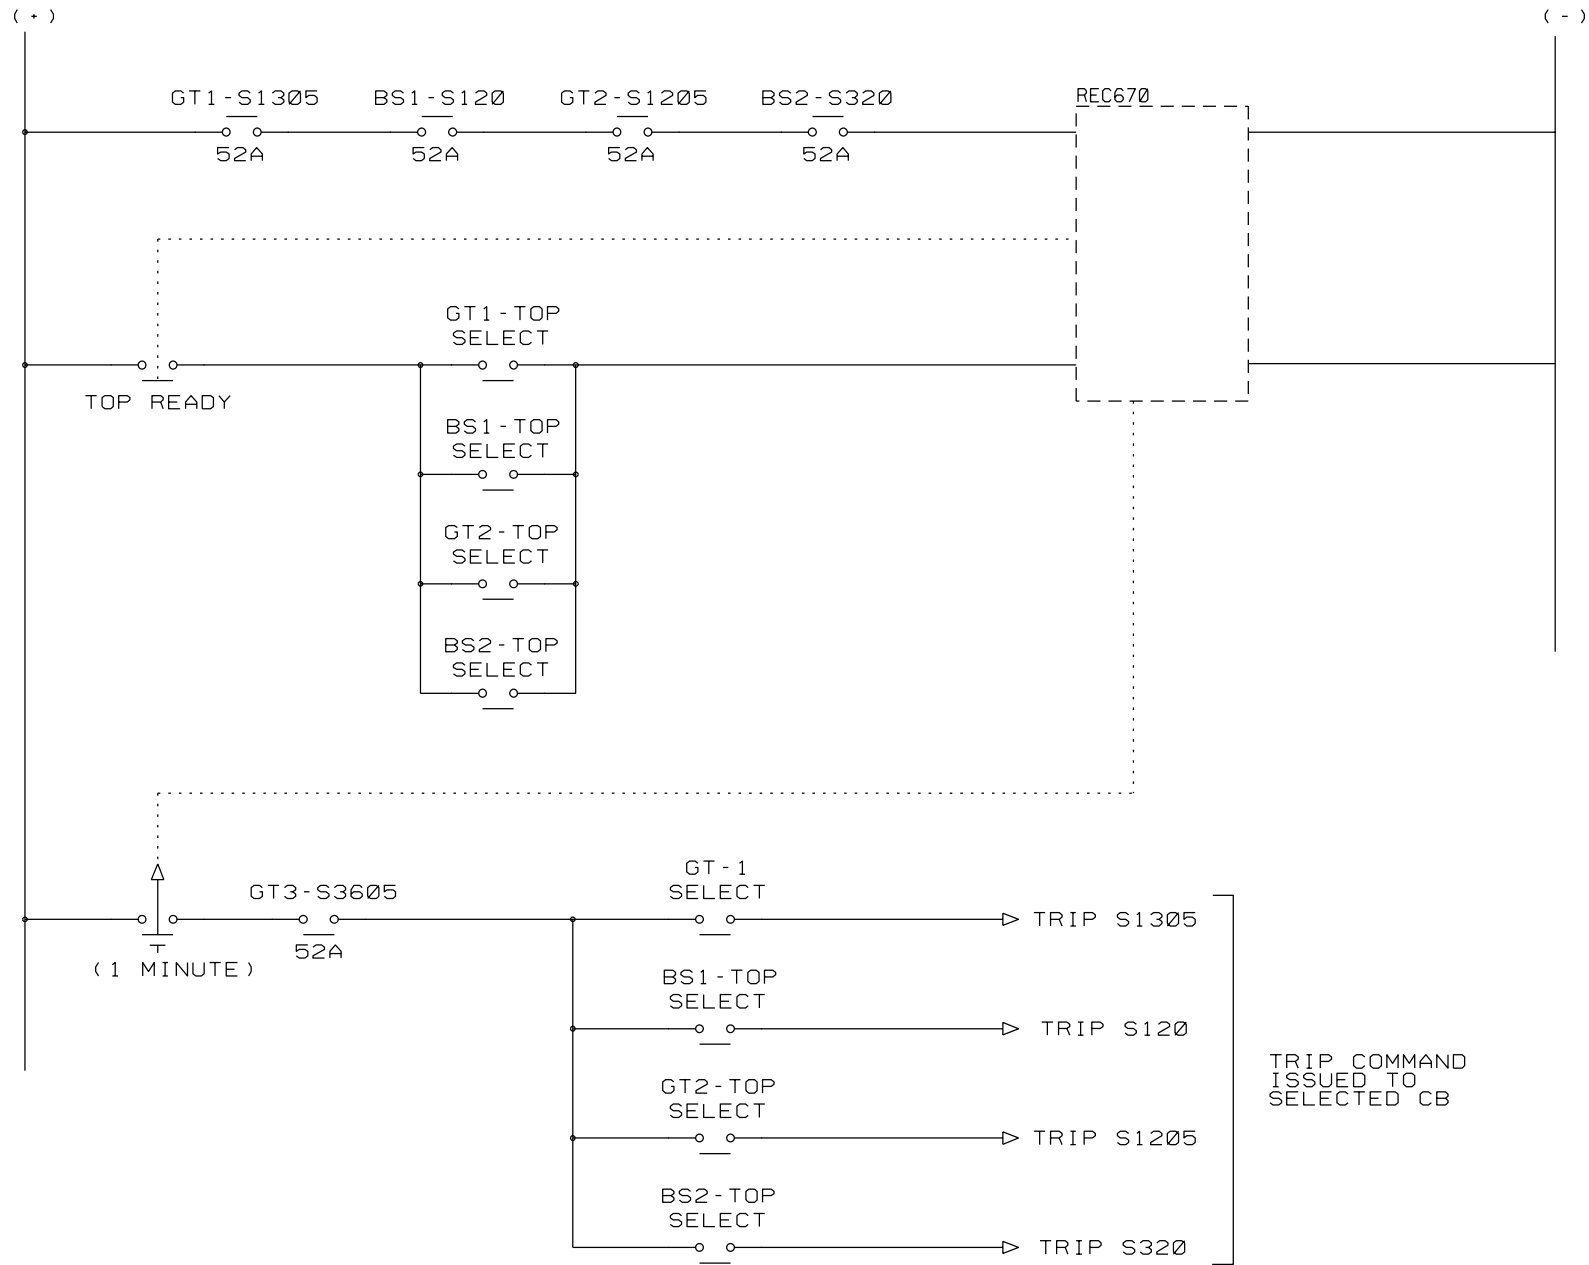 ( + )
( - )
GT1-S1305
BS1-S120
GT2-S1205
BS2-S320
REC670
52A
52A
52A
52A
GT1-TOP
SELECT
TOP READY
BS1-TOP
SELECT
GT2-TOP
SELECT
BS2-TOP
SELECT
GT3-S3605
52A
(1 MINUTE)
GT-1
SELECT
TRIP S1305
BS1-TOP
SELECT
TRIP S120
GT2-TOP
SELECT
TRIP S1205
BS2-TOP
SELECT
TRIP S320
TRIP COMMAND
ISSUED TO
SELECTED CB